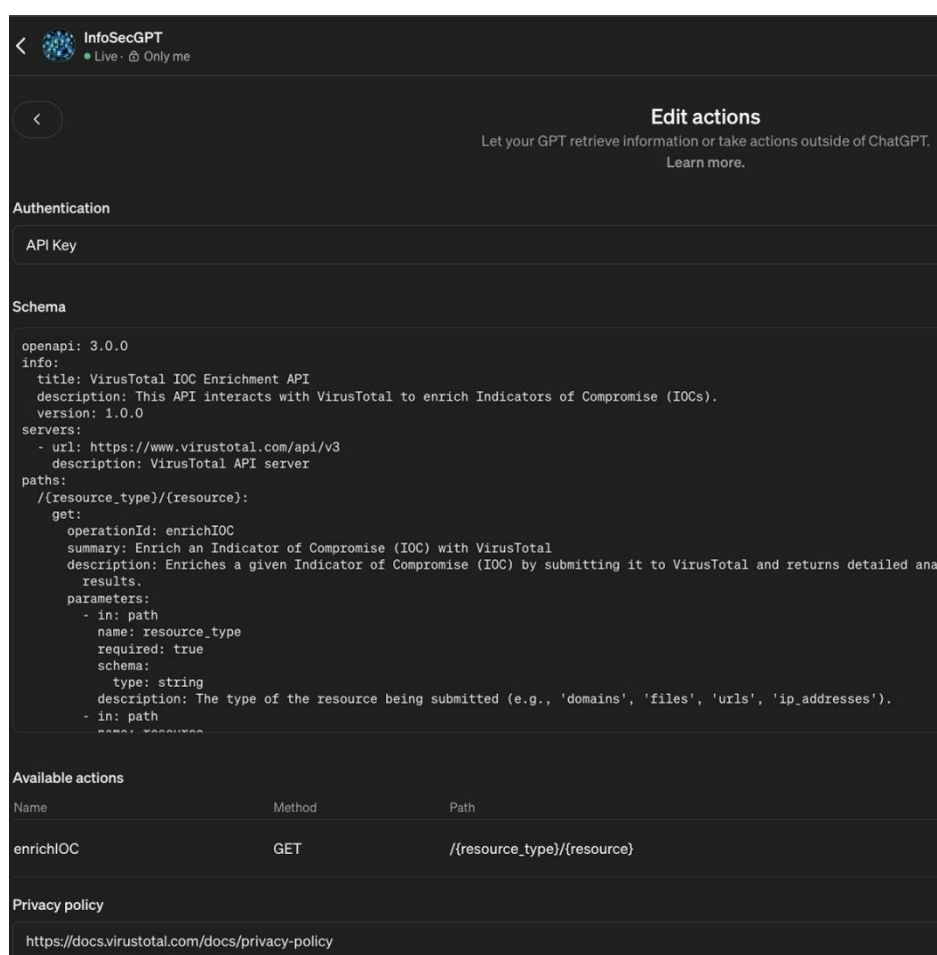 InfoSecGPT
Live · Only me
Edit actions
Let your GPT retrieve information or take actions outside of ChatGPT.
Learn more.
Authentication
API Key
Schema
openapi: 3.0.0
info:
  title: VirusTotal IOC Enrichment API
  description: This API interacts with VirusTotal to enrich Indicators of Compromise (IOCs).
  version: 1.0.0
servers:
  - url: https://www.virustotal.com/api/v3
    description: VirusTotal API server
paths:
  /{resource_type}/{resource}:
    get:
      operationId: enrichIOC
      summary: Enrich an Indicator of Compromise (IOC) with VirusTotal
      description: Enriches a given Indicator of Compromise (IOC) by submitting it to VirusTotal and returns detailed ana
        results.
      parameters:
        - in: path
          name: resource_type
          required: true
          schema:
            type: string
          description: The type of the resource being submitted (e.g., 'domains', 'files', 'urls', 'ip_addresses').
        - in: path
          name: resource
Available actions
Name Method Path
enrichIOC GET /{resource_type}/{resource}
Privacy policy
https://docs.virustotal.com/docs/privacy-policy